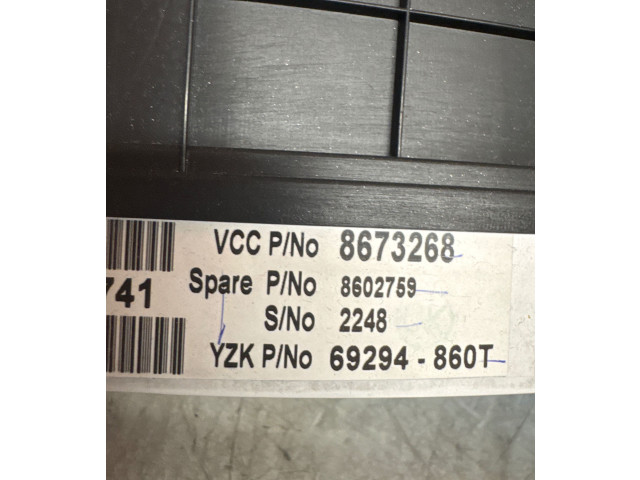 VCC P/No 8673268
741
Spare P/No 8602759
S/No 2248
YZK P/No 69294 - 860T